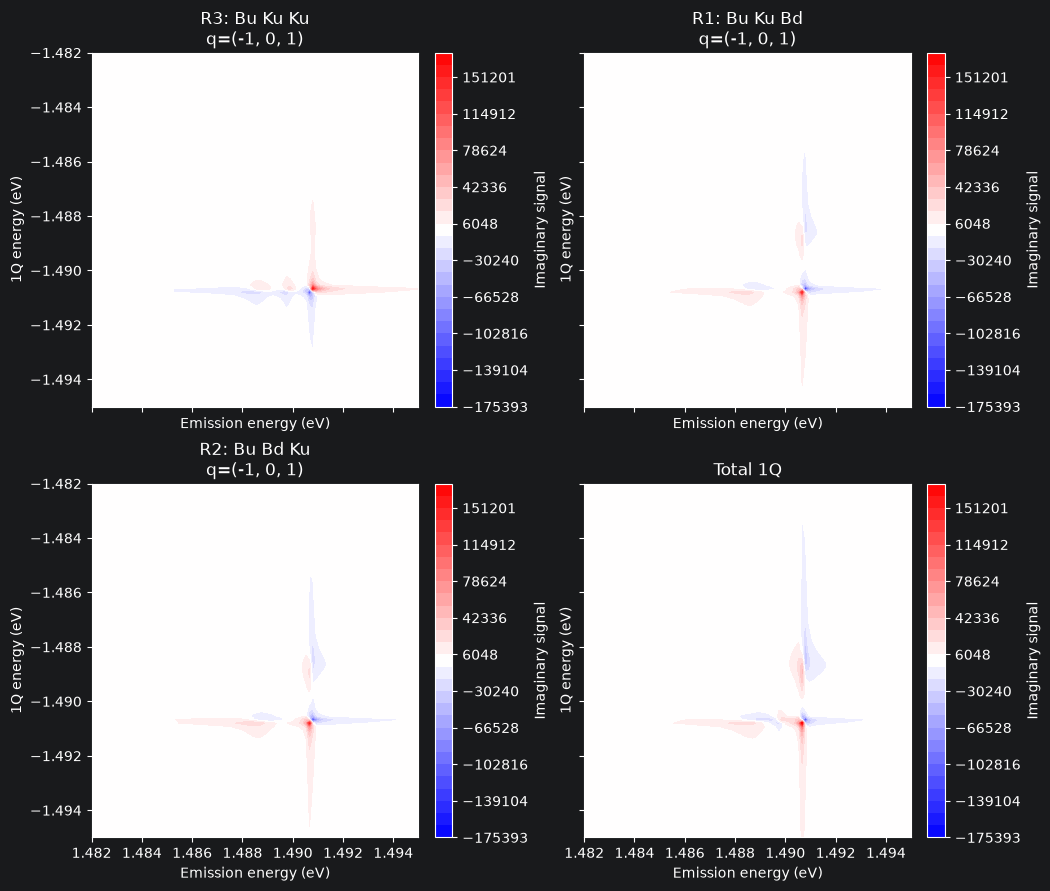 R3: Bu Ku Ku
q=(-1, 0, 1)
1Q energy (eV)
−1.482
−1.484
−1.486
−1.488
−1.490
−1.492
−1.494
Emission energy (eV)
151201
114912
78624
42336
6048
−30240
−66528
−102816
−139104
−175393
Imaginary signal
R1: Bu Ku Bd
q=(-1, 0, 1)
1Q energy (eV)
Emission energy (eV)
151201
114912
78624
42336
6048
−30240
−66528
−102816
−139104
−175393
Imaginary signal
R2: Bu Bd Ku
q=(-1, 0, 1)
1Q energy (eV)
−1.482
−1.484
−1.486
−1.488
−1.490
−1.492
−1.494
1.482 1.484 1.486 1.488 1.490 1.492 1.494
Emission energy (eV)
151201
114912
78624
42336
6048
−30240
−66528
−102816
−139104
−175393
Imaginary signal
Total 1Q
1Q energy (eV)
1.482 1.484 1.486 1.488 1.490 1.492 1.494
Emission energy (eV)
151201
114912
78624
42336
6048
−30240
−66528
−102816
−139104
−175393
Imaginary signal